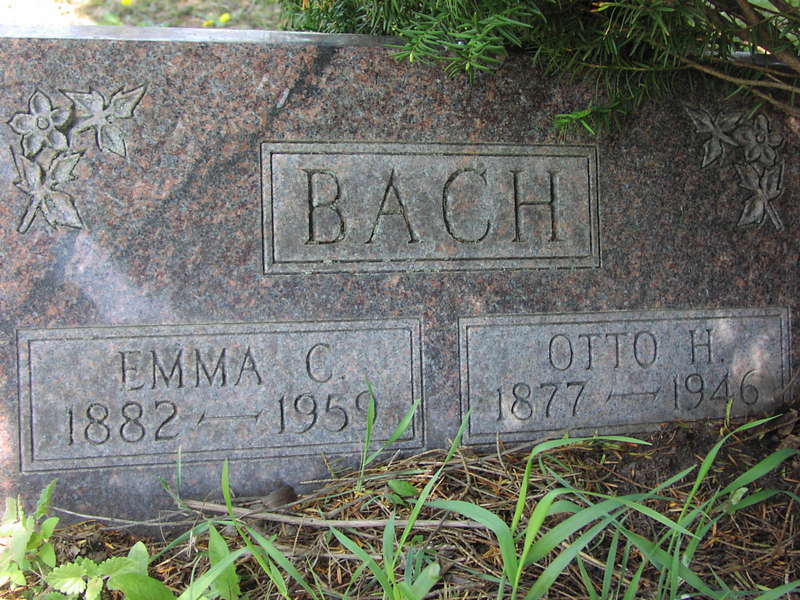 BACH
EMMA C.
1882 — 1959
OTTO H.
1877 — 1946